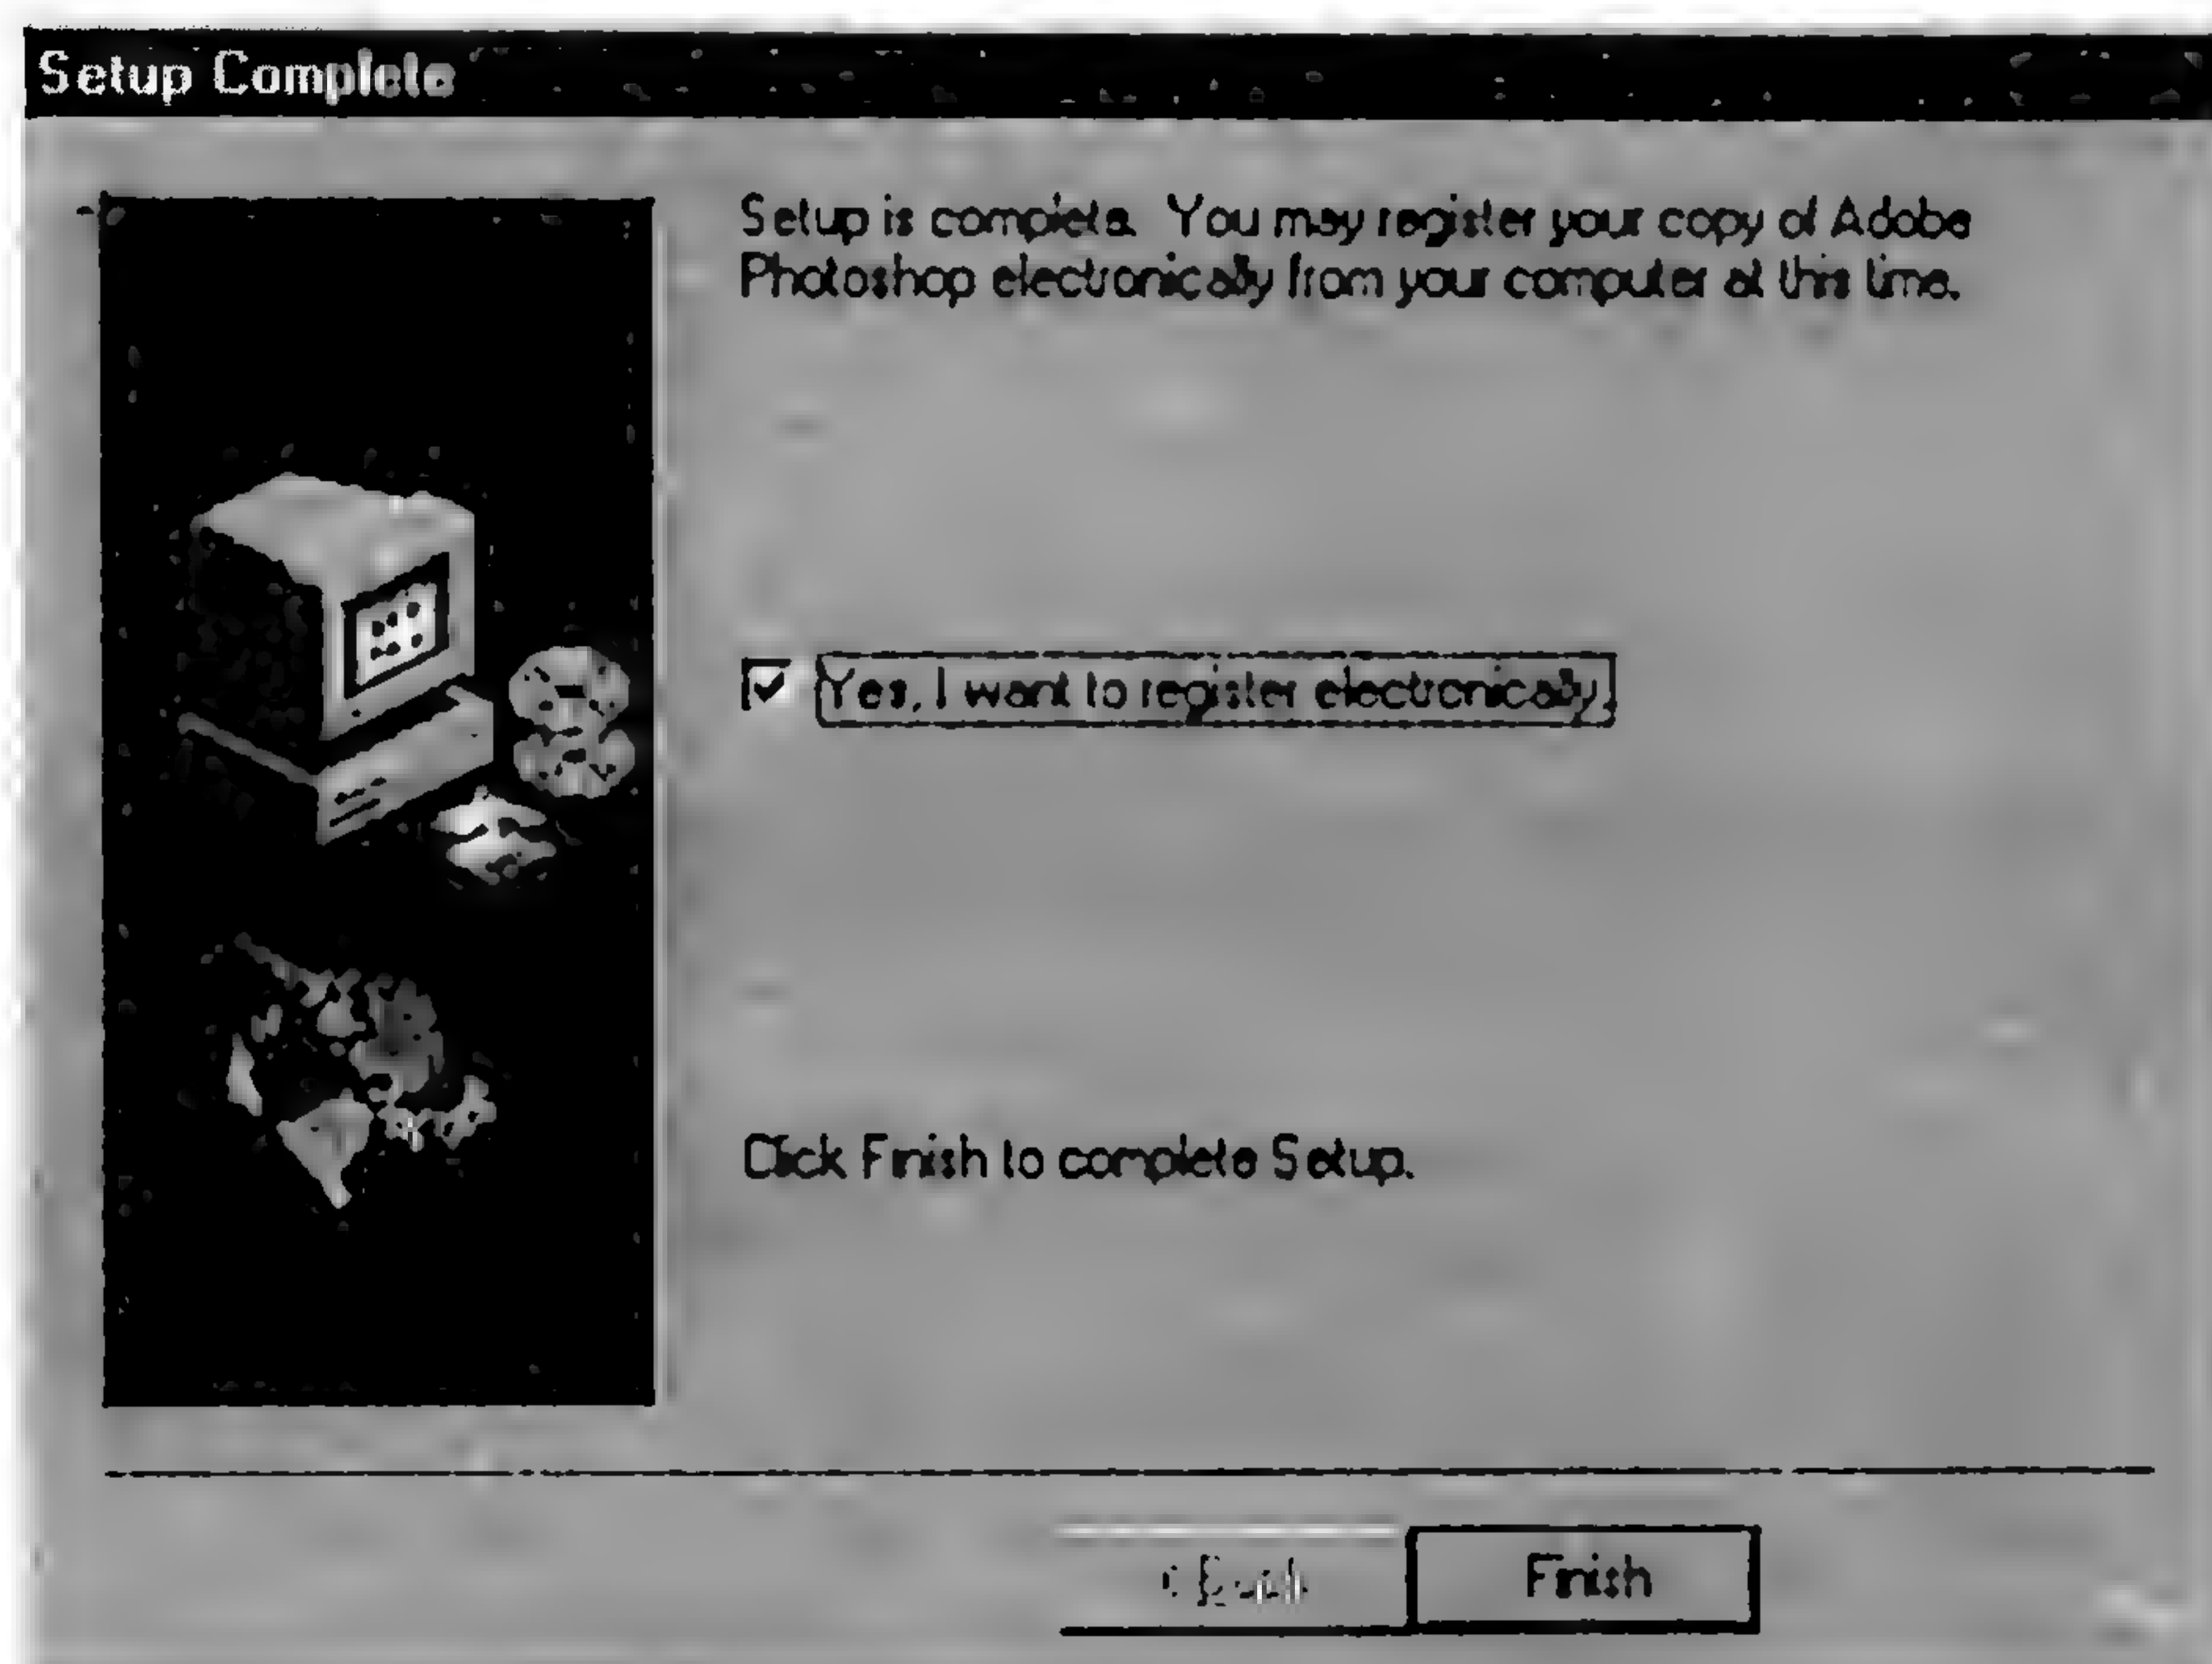 Setup Complete
Setup is complete. You may register your copy of Adobe
Photoshop electronically from your computer at this time.
Yes, I want to register electronically.
Click Finish to complete Setup.
< Back
Finish